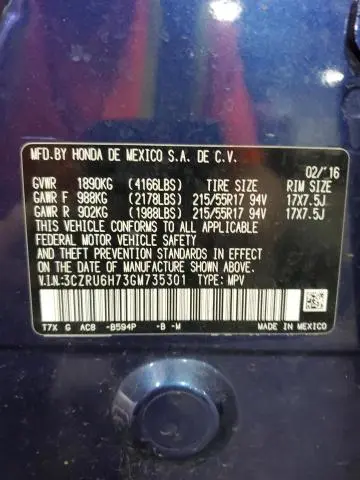 MFD.BY HONDA DE MEXICO S.A. DE C.V.
02/'16
GVWR 1890KG (4166LBS) TIRE SIZE RIM SIZE
GAWR F 988KG (2178LBS) 215/55R17 94V 17X7.5J
GAWR R 902KG (1988LBS) 215/55R17 94V 17X7.5J
THIS VEHICLE CONFORMS TO ALL APPLICABLE
FEDERAL MOTOR VEHICLE SAFETY, BUMPER,
AND THEFT PREVENTION STANDARDS IN EFFECT
ON THE DATE OF MANUFACTURE SHOWN ABOVE.
V.I.N:3CZRU6H73GM735301 TYPE: MPV
T7X G AC8 -B594P -B -M MADE IN MEXICO